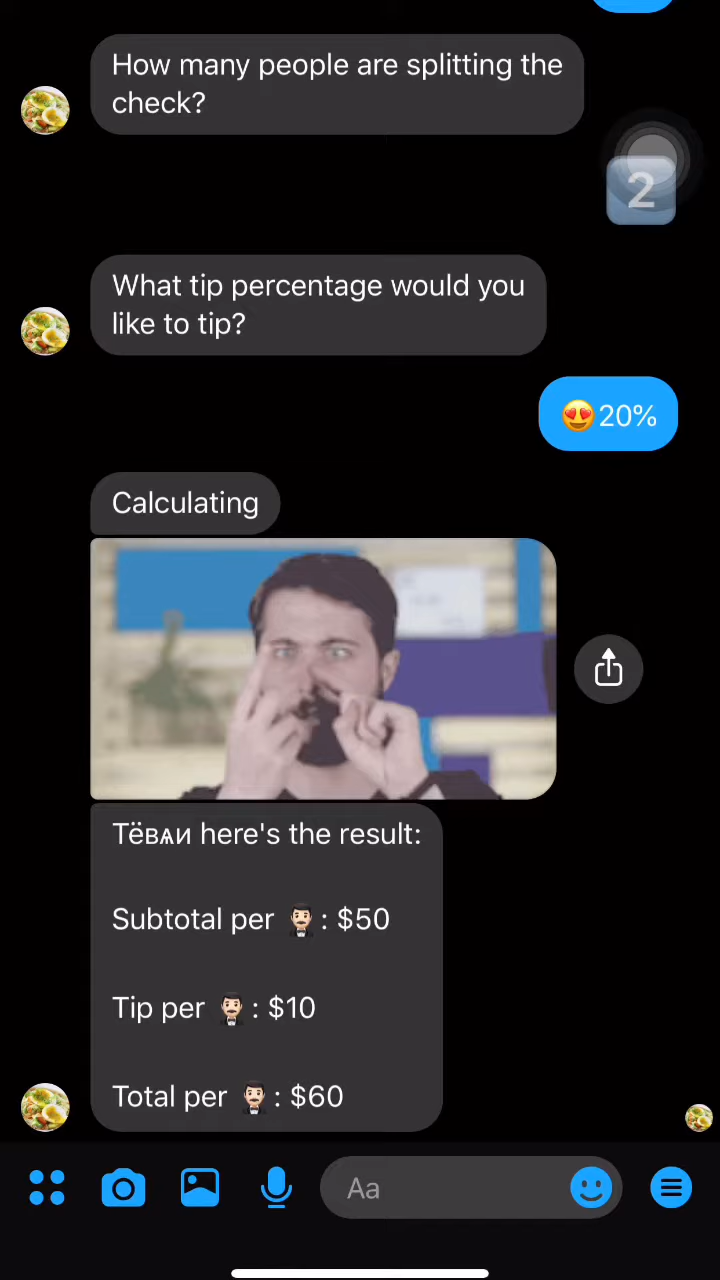 How many people are splitting the
check?
2
What tip percentage would you
like to tip?
😍20%
Calculating
Тёвѧи here's the result:
Subtotal per 🤵🏻: $50
Tip per 🤵🏻: $10
Total per 🤵🏻: $60
Aa